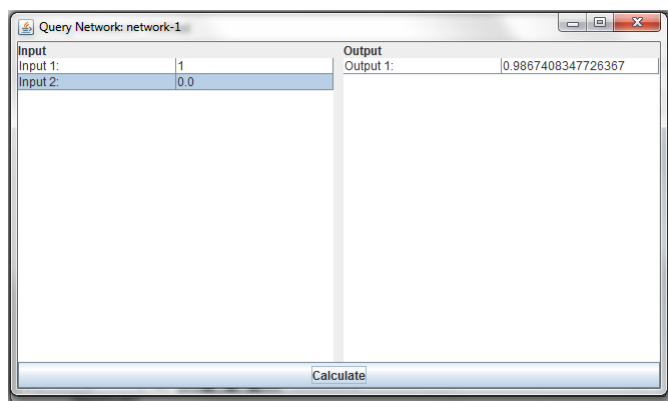 Query Network: network-1
Input
Input 1: 1
Input 2: 0.0
Output
Output 1: 0.9867408347726367
Calculate